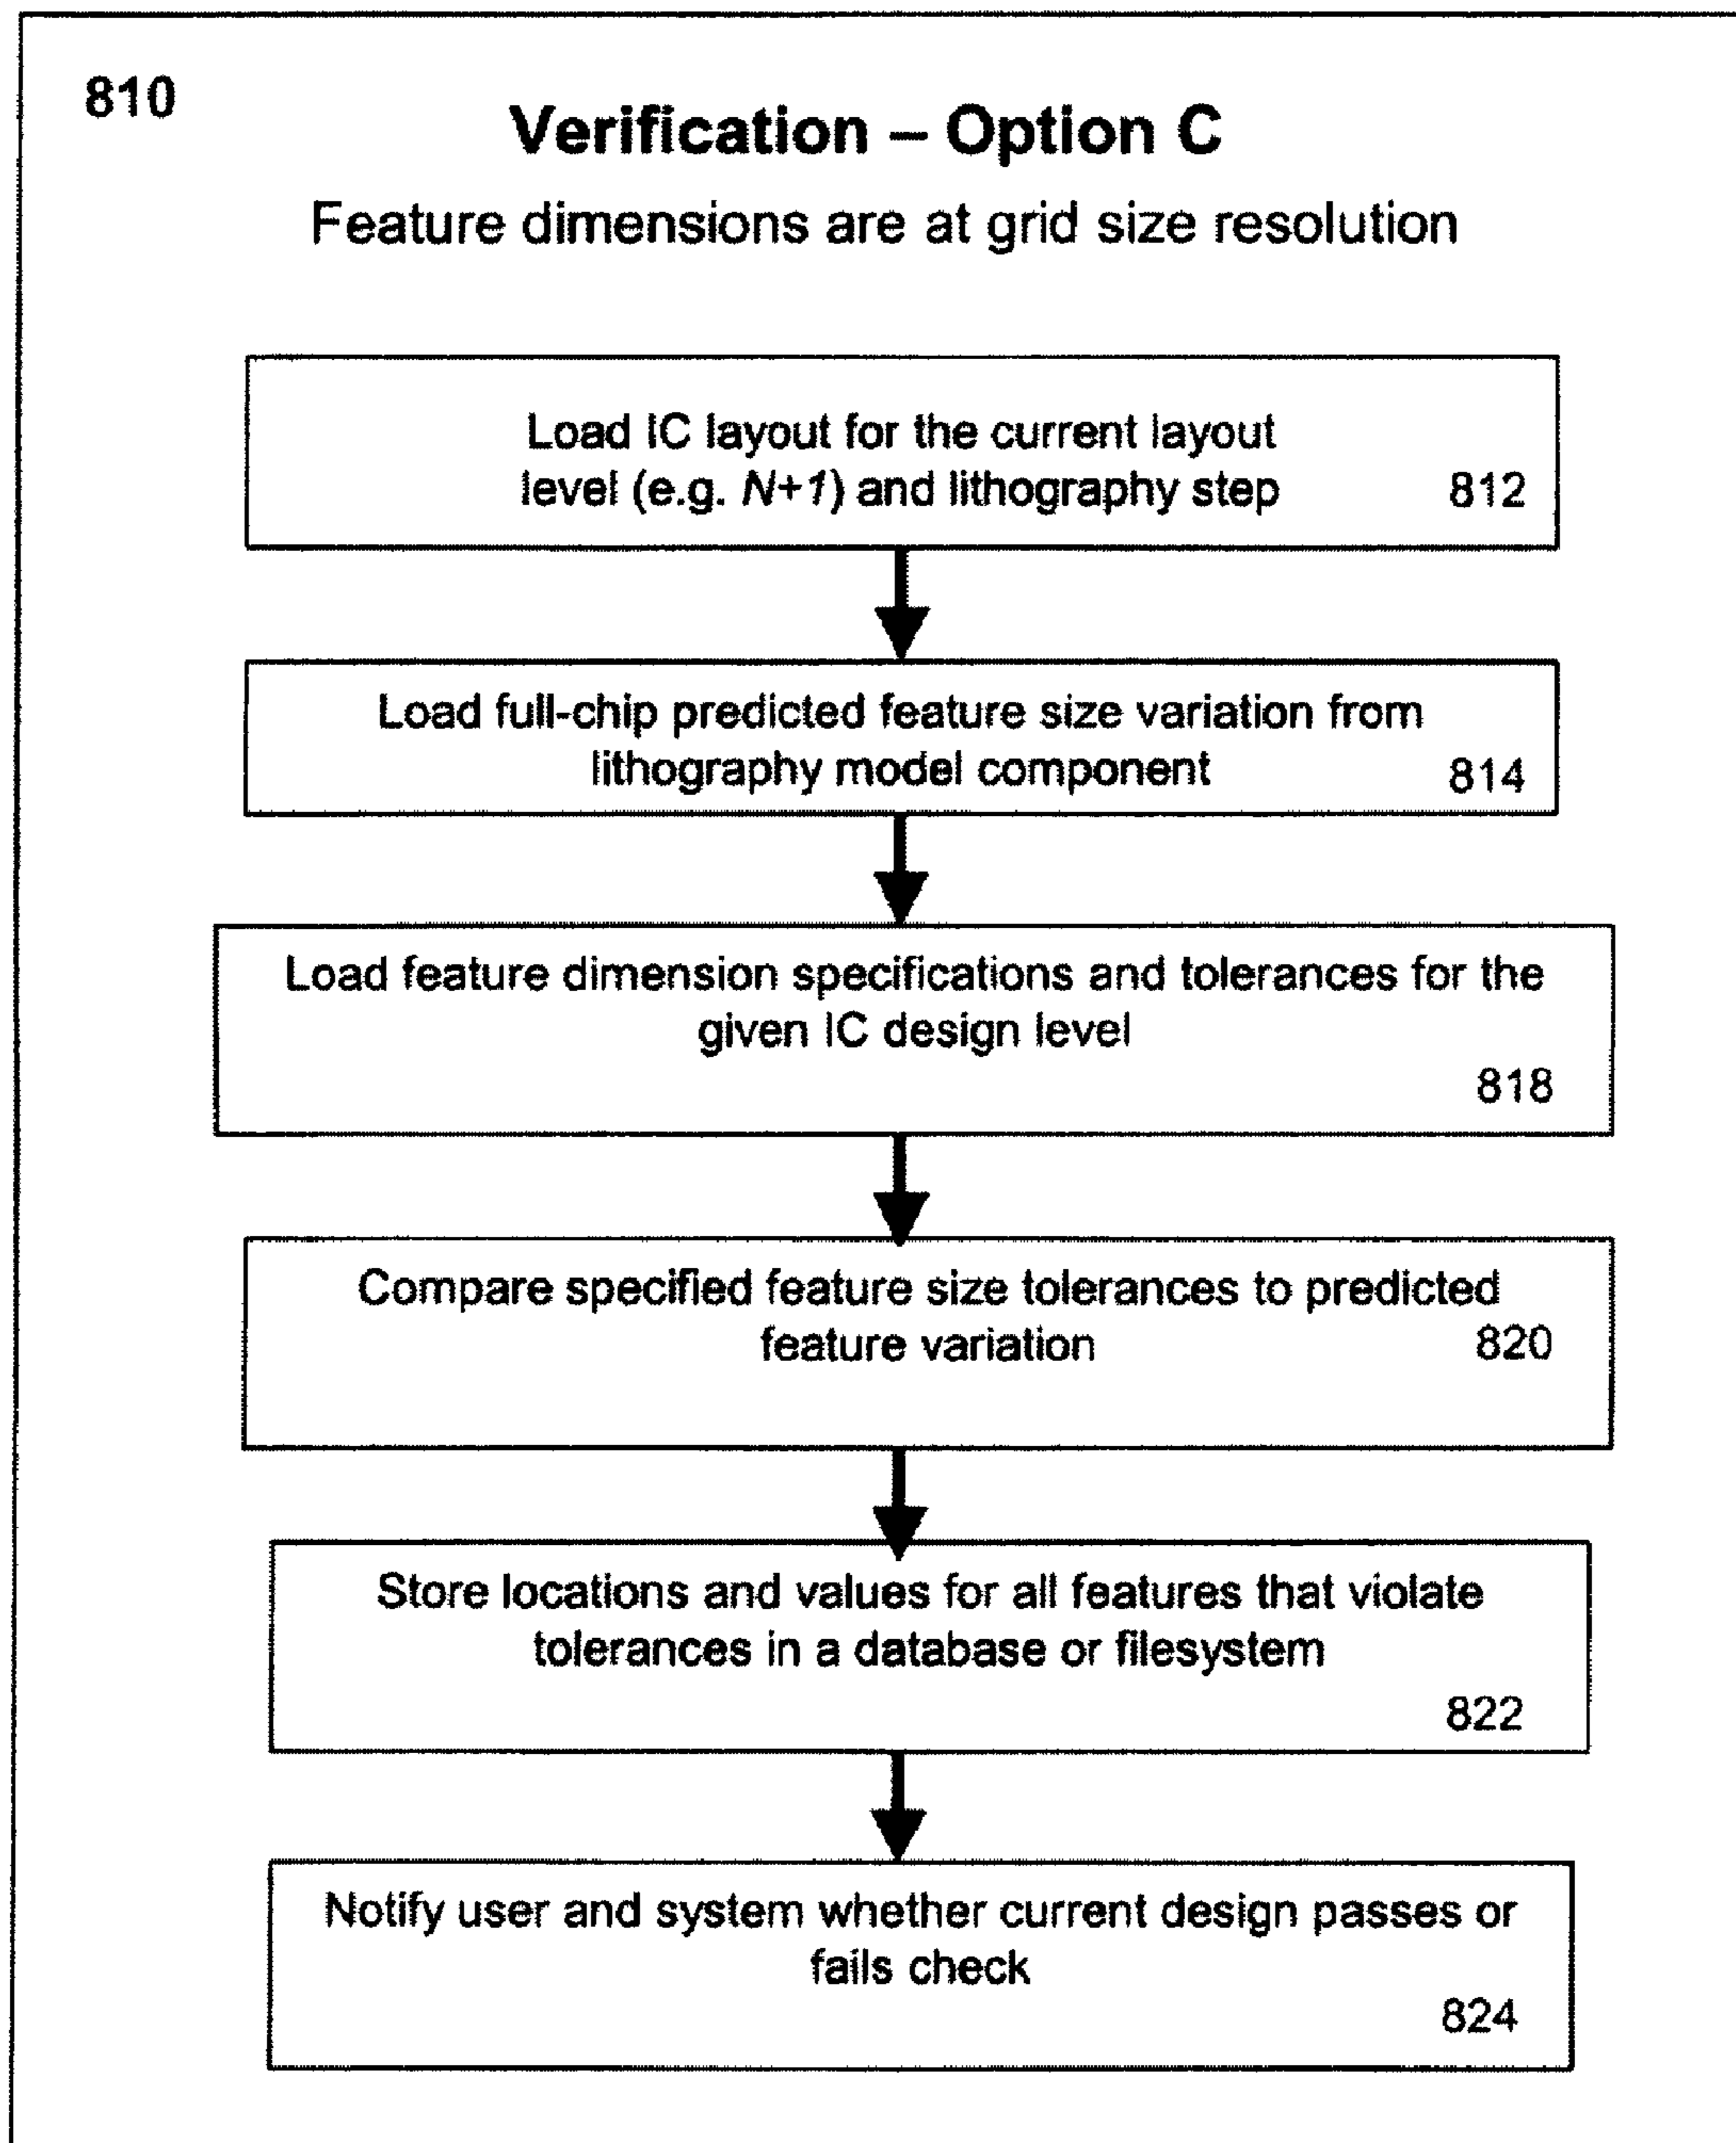 810
Verification – Option C
Feature dimensions are at grid size resolution
Load IC layout for the current layout
level (e.g. N+1) and lithography step
812
Load full-chip predicted feature size variation from
lithography model component
814
Load feature dimension specifications and tolerances for the
given IC design level
818
Compare specified feature size tolerances to predicted
feature variation
820
Store locations and values for all features that violate
tolerances in a database or filesystem
822
Notify user and system whether current design passes or
fails check
824